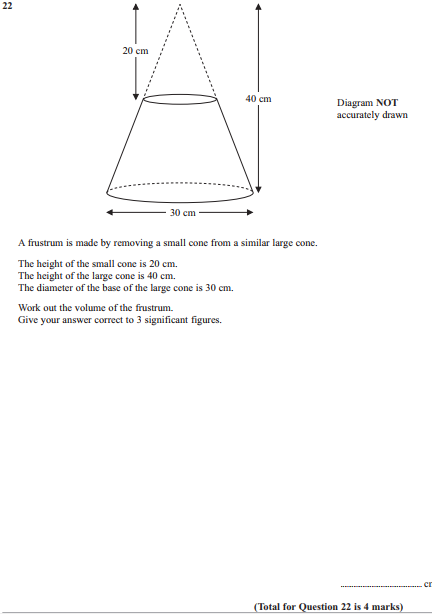 22
20 cm
40 cm
Diagram NOT
accurately drawn
30 cm
A frustrum is made by removing a small cone from a similar large cone.
The height of the small cone is 20 cm.
The height of the large cone is 40 cm.
The diameter of the base of the large cone is 30 cm.
Work out the volume of the frustrum.
Give your answer correct to 3 significant figures.
(Total for Question 22 is 4 marks)